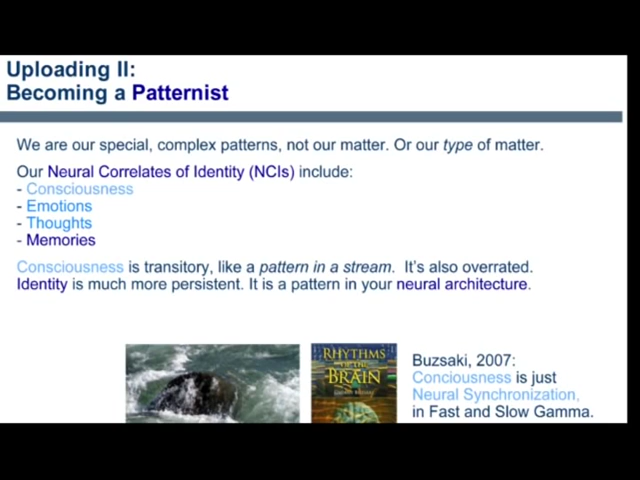 Uploading II:
Becoming a Patternist
We are our special, complex patterns, not our matter. Or our type of matter.
Our Neural Correlates of Identity (NCIs) include:
- Consciousness
- Emotions
- Thoughts
- Memories
Consciousness is transitory, like a pattern in a stream. It's also overrated.
Identity is much more persistent. It is a pattern in your neural architecture.
RHYTHMS
OF THE
BRAIN
Buzsaki, 2007:
Conciousness is just
Neural Synchronization,
in Fast and Slow Gamma.